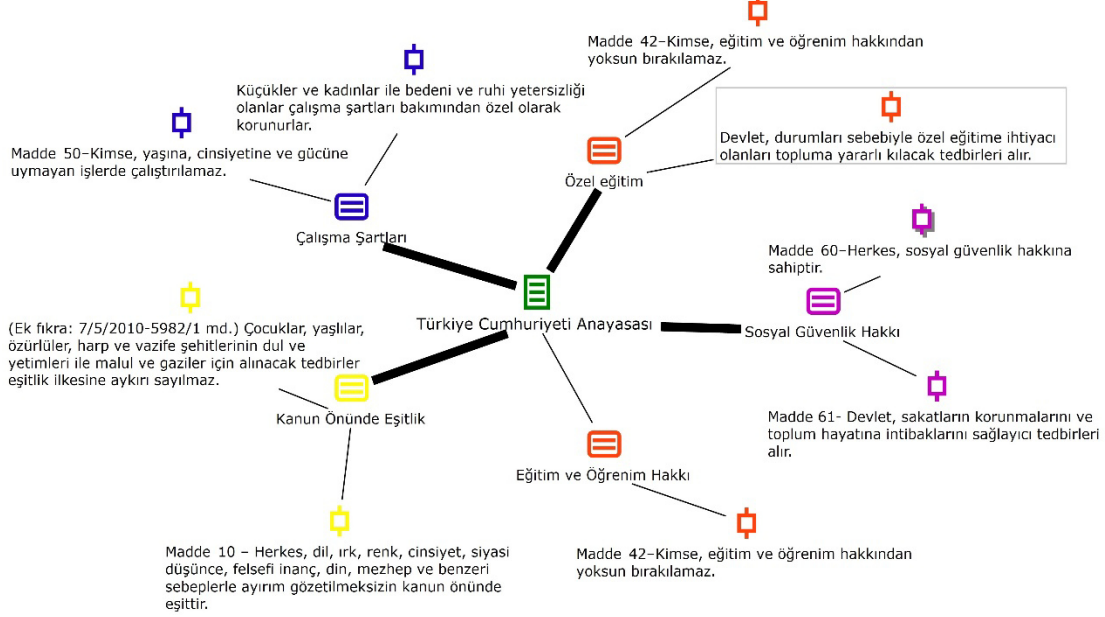 Madde 42–Kimse, eğitim ve öğrenim hakkından
yoksun bırakılamaz.
Küçükler ve kadınlar ile bedeni ve ruhi yetersizliği
olanlar çalışma şartları bakımından özel olarak
korunurlar.
Devlet, durumları sebebiyle özel eğitime ihtiyacı
olanları topluma yararlı kılacak tedbirleri alır.
Madde 50–Kimse, yaşına, cinsiyetine ve gücüne
uymayan işlerde çalıştırılamaz.
Özel eğitim
Çalışma Şartları
Madde 60–Herkes, sosyal güvenlik hakkına
sahiptir.
Türkiye Cumhuriyeti Anayasası
Sosyal Güvenlik Hakkı
(Ek fıkra: 7/5/2010-5982/1 md.) Çocuklar, yaşlılar,
özürlüler, harp ve vazife şehitlerinin dul ve
yetimleri ile malul ve gaziler için alınacak tedbirler
eşitlik ilkesine aykırı sayılmaz.
Kanun Önünde Eşitlik
Madde 61- Devlet, sakatların korunmalarını ve
toplum hayatına intibaklarını sağlayıcı tedbirleri
alır.
Eğitim ve Öğrenim Hakkı
Madde 10 – Herkes, dil, ırk, renk, cinsiyet, siyasi
düşünce, felsefi inanç, din, mezhep ve benzeri
sebeplerle ayırım gözetilmeksizin kanun önünde
eşittir.
Madde 42–Kimse, eğitim ve öğrenim hakkından
yoksun bırakılamaz.